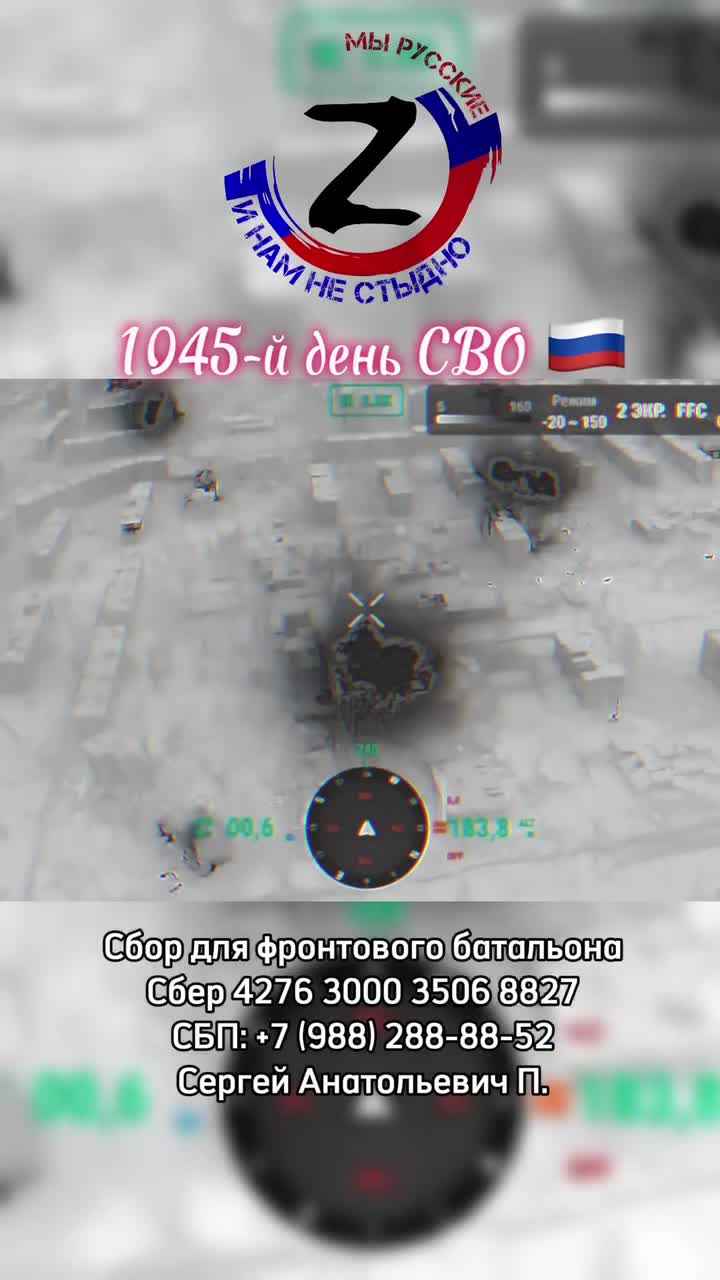 МЫ РУССКИЕ
Z
И НАМ НЕ СТЫДНО
1945-й день СВО 🇷🇺
5 160 Режим
-20 ~ 150 2 ЭКР. FFC
00,6
183,8
Сбор для фронтового батальона
Сбер 4276 3000 3506 8827
СБП: +7 (988) 288-88-52
Сергей Анатольевич П.